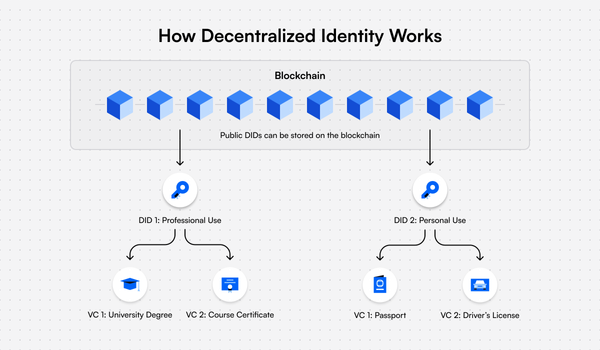 How Decentralized Identity Works
Blockchain
Public DIDs can be stored on the blockchain
DID 1: Professional Use
DID 2: Personal Use
VC 1: University Degree
VC 2: Course Certificate
VC 1: Passport
VC 2: Driver's License